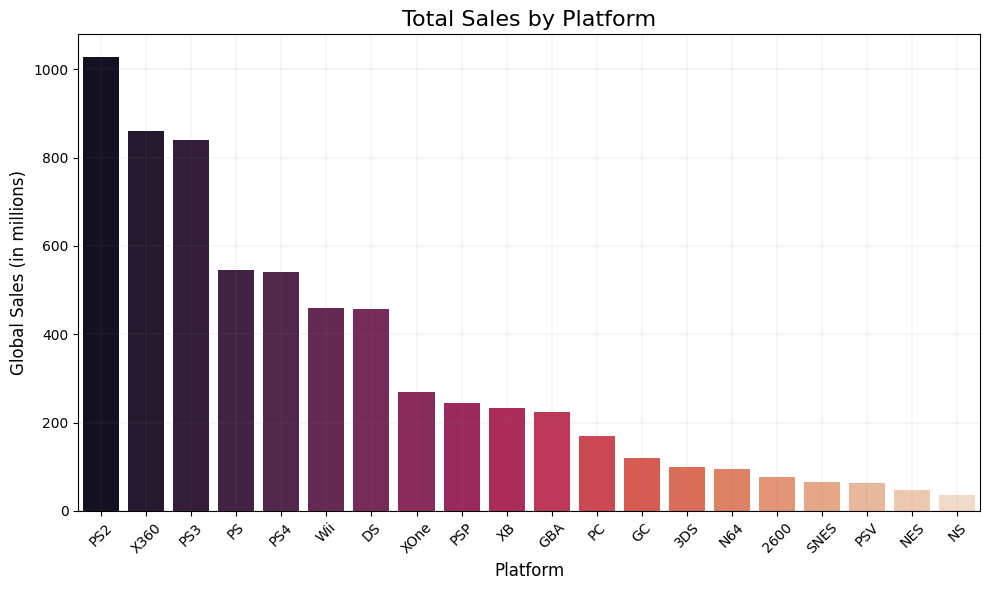 Total Sales by Platform
Global Sales (in millions)
1000
800
600
400
200
0
PS2 X360 PS3 PS PS4 Wii DS XOne PSP XB GBA PC GC 3DS N64 2600 SNES PSV NES NS
Platform